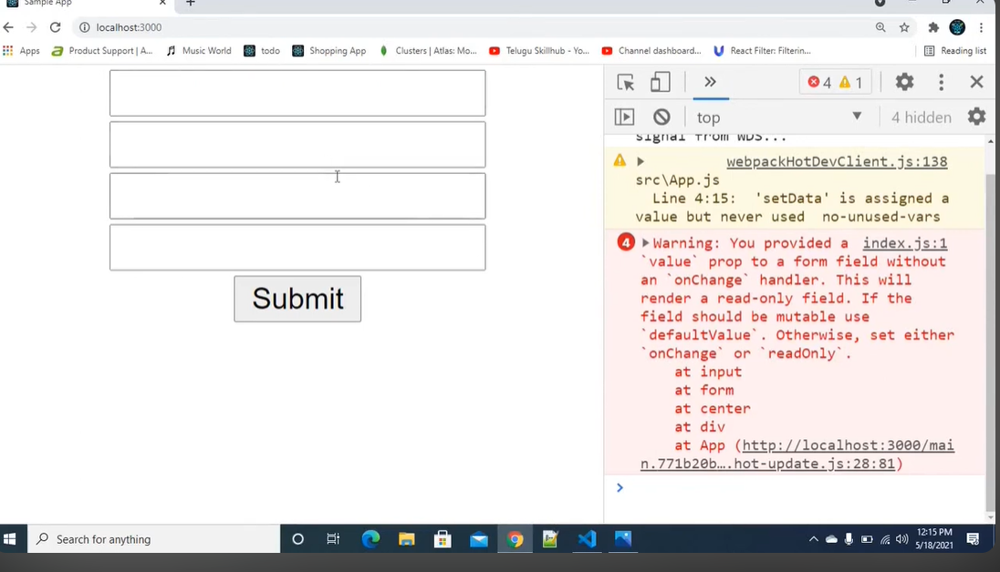 Sample App
localhost:3000
Apps Product Support | A... Music World todo Shopping App Clusters | Atlas: Mo... Telugu Skillhub - Yo... Channel dashboard... React Filter: Filterin... Reading list
4 1
top 4 hidden
signal from WDS...
webpackHotDevClient.js:138
src\App.js
Line 4:15: 'setData' is assigned a
value but never used no-unused-vars
4 Warning: You provided a index.js:1
`value` prop to a form field without
an `onChange` handler. This will
render a read-only field. If the
field should be mutable use
`defaultValue`. Otherwise, set either
`onChange` or `readOnly`.
at input
at form
at center
at div
at App (http://localhost:3000/mai
n.771b20b….hot-update.js:28:81)
Submit
Search for anything
12:15 PM
5/18/2021